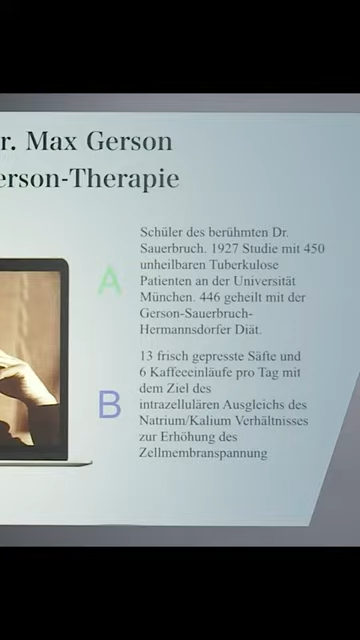 r. Max Gerson
erson-Therapie
Schüler des berühmten Dr.
Sauerbruch. 1927 Studie mit 450
unheilbaren Tuberkulose
Patienten an der Universität
München. 446 geheilt mit der
Gerson-Sauerbruch-
Hermannsdorfer Diät.
A
13 frisch gepresste Säfte und
6 Kaffeeeinläufe pro Tag mit
dem Ziel des
intrazellulären Ausgleichs des
Natrium/Kalium Verhältnisses
zur Erhöhung des
Zellmembranspannung
B